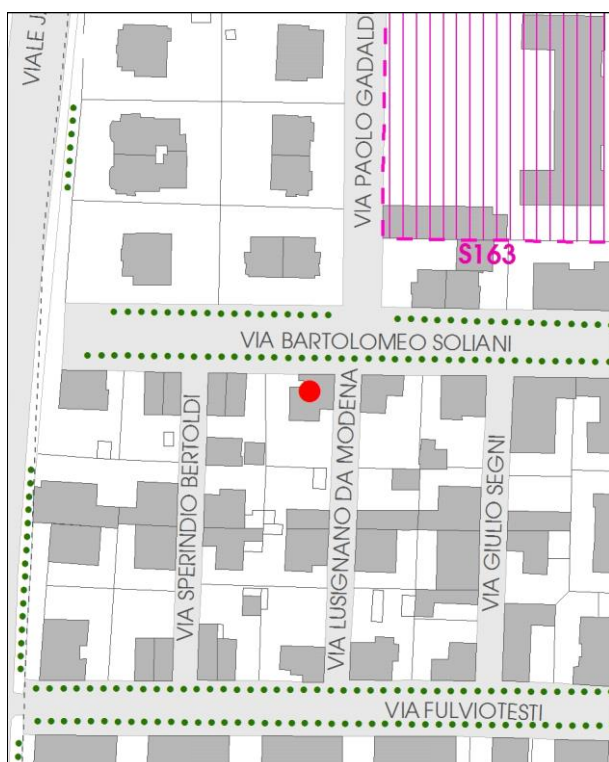 VIALE J
VIA PAOLO GADALDI
S163
VIA BARTOLOMEO SOLIANI
VIA SPERINDIO BERTOLDI
VIA LUSIGNANO DA MODENA
VIA GIULIO SEGNI
VIA FULVIOTESTI